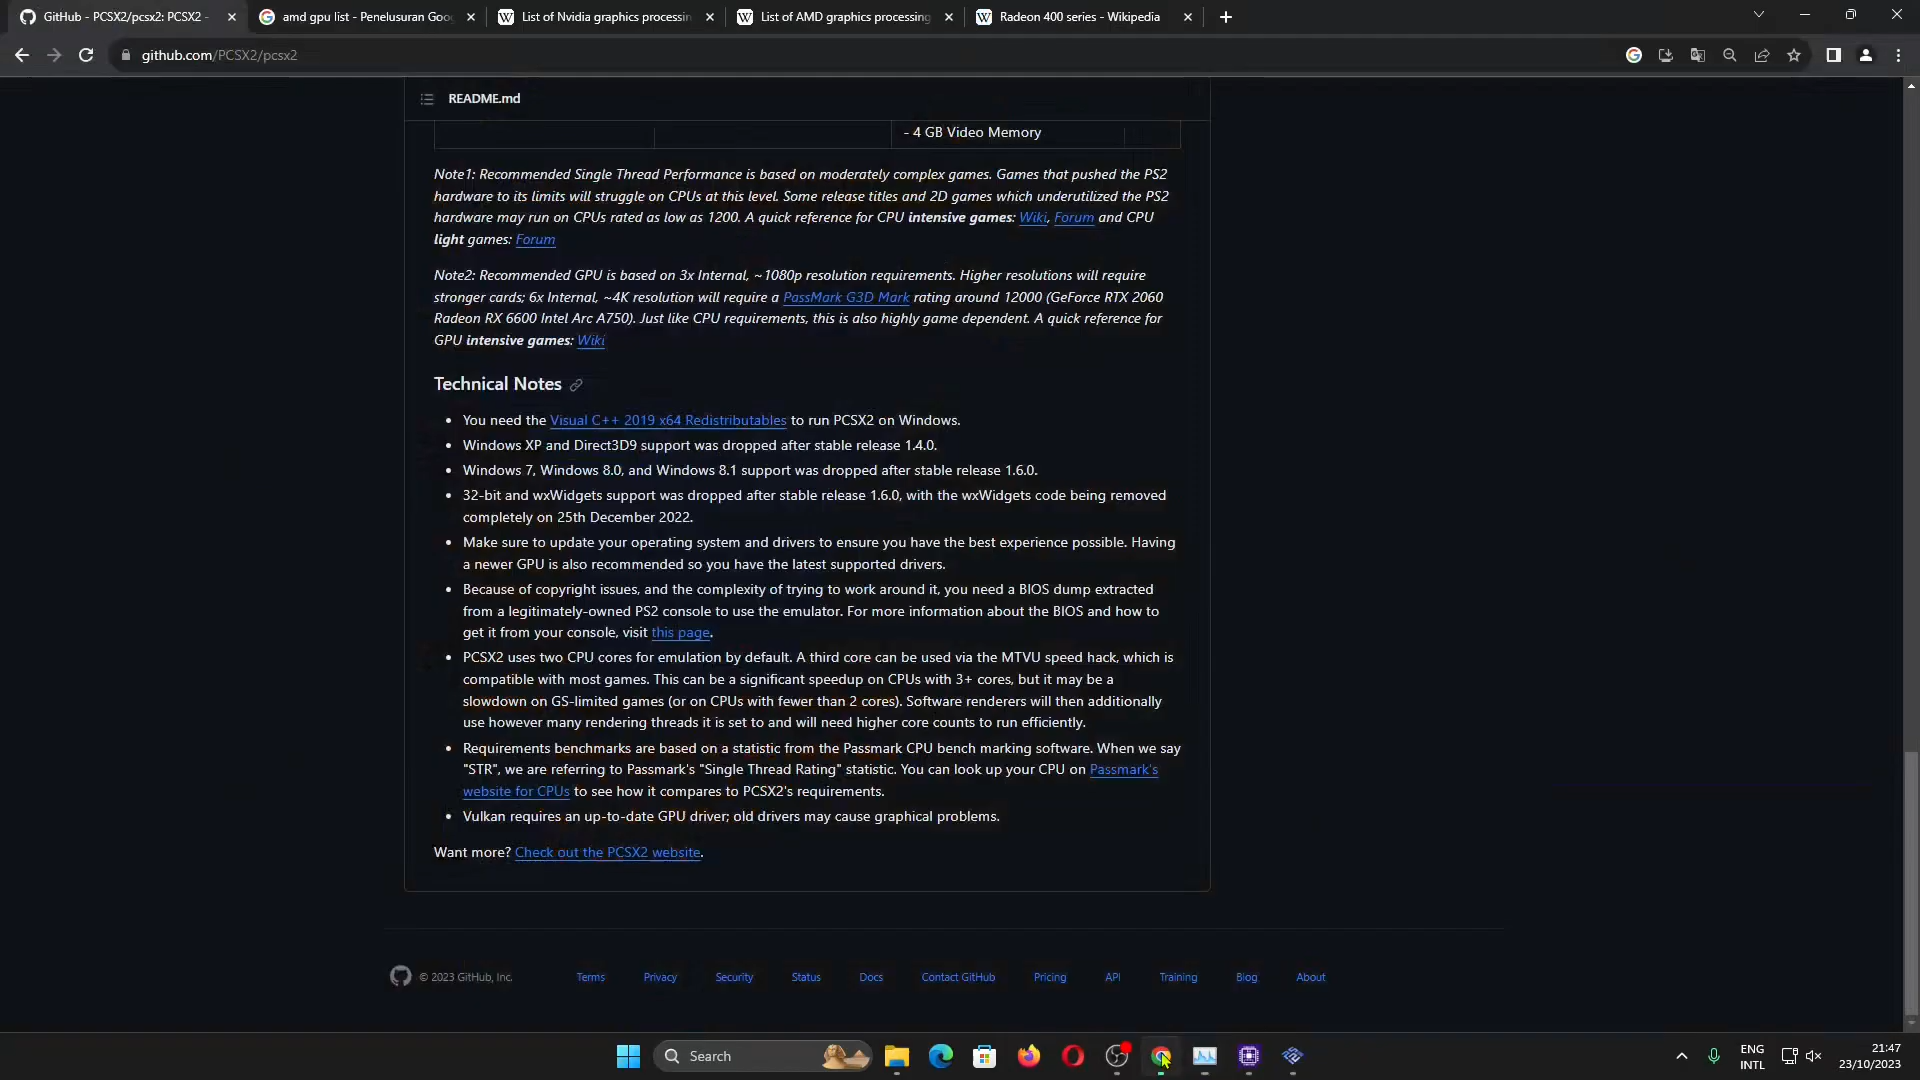 GitHub - PCSX2/pcsx2: PCSX2 -
amd gpu list - Penelusuran Goo
List of Nvidia graphics processin
List of AMD graphics processing
Radeon 400 series - Wikipedia
github.com/PCSX2/pcsx2
README.md
- 4 GB Video Memory
Note1: Recommended Single Thread Performance is based on moderately complex games. Games that pushed the PS2
hardware to its limits will struggle on CPUs at this level. Some release titles and 2D games which underutilized the PS2
hardware may run on CPUs rated as low as 1200. A quick reference for CPU intensive games: Wiki, Forum and CPU
light games: Forum
Note2: Recommended GPU is based on 3x Internal, ~1080p resolution requirements. Higher resolutions will require
stronger cards; 6x Internal, ~4K resolution will require a PassMark G3D Mark rating around 12000 (GeForce RTX 2060
Radeon RX 6600 Intel Arc A750). Just like CPU requirements, this is also highly game dependent. A quick reference for
GPU intensive games: Wiki
Technical Notes
• You need the Visual C++ 2019 x64 Redistributables to run PCSX2 on Windows.
• Windows XP and Direct3D9 support was dropped after stable release 1.4.0.
• Windows 7, Windows 8.0, and Windows 8.1 support was dropped after stable release 1.6.0.
• 32-bit and wxWidgets support was dropped after stable release 1.6.0, with the wxWidgets code being removed
completely on 25th December 2022.
• Make sure to update your operating system and drivers to ensure you have the best experience possible. Having
a newer GPU is also recommended so you have the latest supported drivers.
• Because of copyright issues, and the complexity of trying to work around it, you need a BIOS dump extracted
from a legitimately-owned PS2 console to use the emulator. For more information about the BIOS and how to
get it from your console, visit this page.
• PCSX2 uses two CPU cores for emulation by default. A third core can be used via the MTVU speed hack, which is
compatible with most games. This can be a significant speedup on CPUs with 3+ cores, but it may be a
slowdown on GS-limited games (or on CPUs with fewer than 2 cores). Software renderers will then additionally
use however many rendering threads it is set to and will need higher core counts to run efficiently.
• Requirements benchmarks are based on a statistic from the Passmark CPU bench marking software. When we say
"STR", we are referring to Passmark's "Single Thread Rating" statistic. You can look up your CPU on Passmark's
website for CPUs to see how it compares to PCSX2's requirements.
• Vulkan requires an up-to-date GPU driver; old drivers may cause graphical problems.
Want more? Check out the PCSX2 website.
© 2023 GitHub, Inc.
Terms
Privacy
Security
Status
Docs
Contact GitHub
Pricing
API
Training
Blog
About
Search
ENG
INTL
21:47
23/10/2023